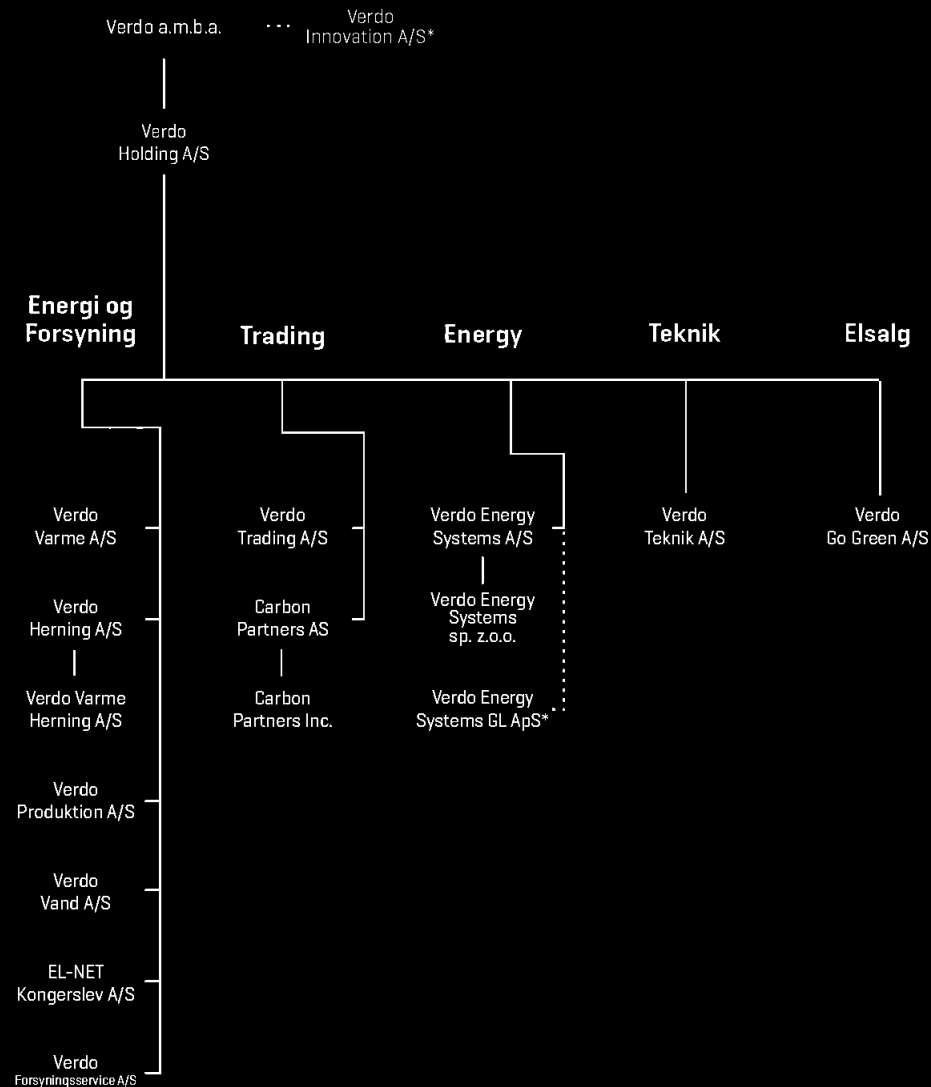 Verdo a.m.b.a.
Verdo
Innovation A/S*
Verdo
Holding A/S
Energi og
Forsyning
Trading
Energy
Teknik
Elsalg
Verdo
Varme A/S
Verdo
Herning A/S
Verdo Varme
Herning A/S
Verdo
Produktion A/S
Verdo
Vand A/S
EL-NET
Kongerslev A/S
Verdo
Forsyningsservice A/S
Verdo
Trading A/S
Carbon
Partners AS
Carbon
Partners Inc.
Verdo Energy
Systems A/S
Verdo Energy
Systems
sp. z.o.o.
Verdo Energy
Systems GL ApS*
Verdo
Teknik A/S
Verdo
Go Green A/S